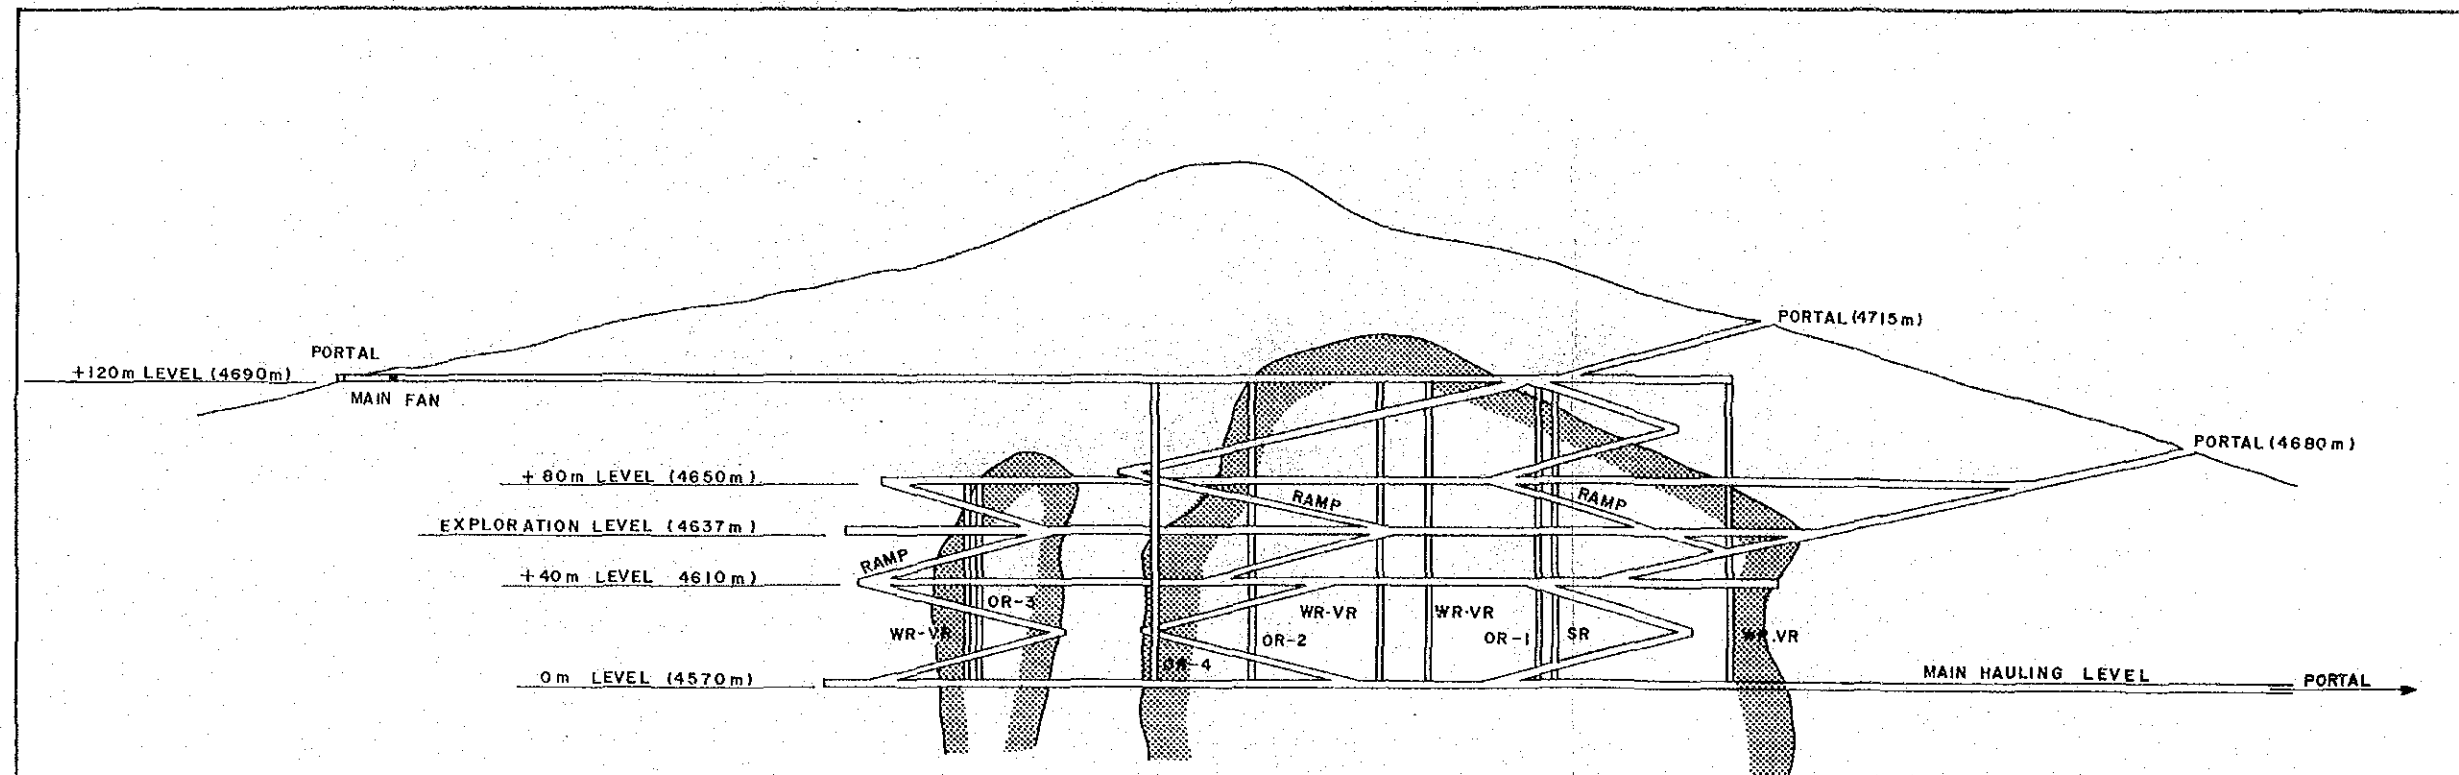 PORTAL (4715m)
PORTAL
+120m LEVEL (4690m)
MAIN FAN
PORTAL (4680m)
+80m LEVEL (4650m)
RAMP
RAMP
EXPLORATION LEVEL (4637m)
RAMP
+40m LEVEL 4610m)
OR-3
WR-VR
WR-VR
WR·VR
OR-2
OR-1
SR
WR.VR
OR-4
0m LEVEL (4570m)
MAIN HAULING LEVEL
PORTAL